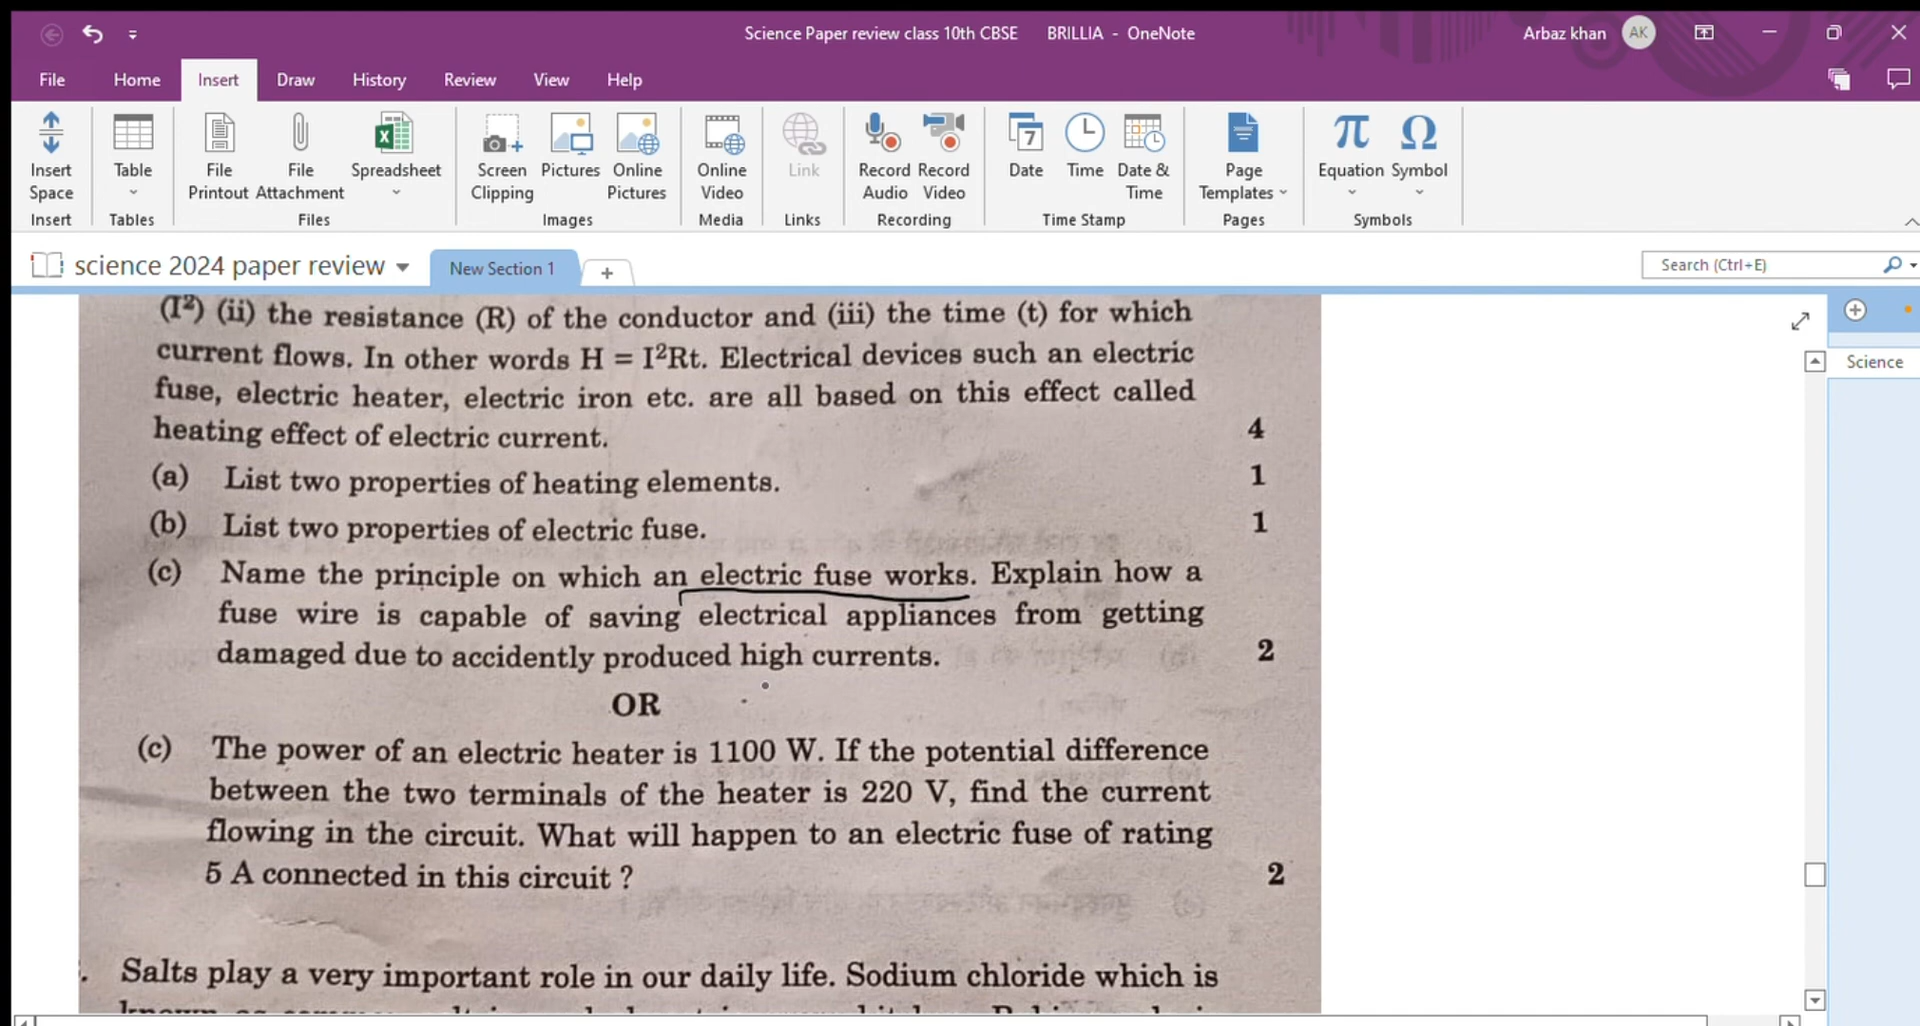 Science Paper review class 10th CBSE BRILLIA - OneNote
Arbaz khan AK
File Home Insert Draw History Review View Help
Insert Space
Table
File Printout
File Attachment
Spreadsheet
Screen Clipping
Pictures
Online Pictures
Online Video
Link
Record Audio
Record Video
7
Date
Time
Date & Time
Page Templates
π
Equation
Ω
Symbol
Insert Tables Files Images Media Links Recording Time Stamp Pages Symbols
science 2024 paper review
New Section 1
+
Search (Ctrl+E)
Science
(I²) (ii) the resistance (R) of the conductor and (iii) the time (t) for which
current flows. In other words H = I²Rt. Electrical devices such an electric
fuse, electric heater, electric iron etc. are all based on this effect called
heating effect of electric current. 4
(a) List two properties of heating elements. 1
(b) List two properties of electric fuse. 1
(c) Name the principle on which an electric fuse works. Explain how a
fuse wire is capable of saving electrical appliances from getting
damaged due to accidently produced high currents. 2
OR
(c) The power of an electric heater is 1100 W. If the potential difference
between the two terminals of the heater is 220 V, find the current
flowing in the circuit. What will happen to an electric fuse of rating
5 A connected in this circuit ? 2
Salts play a very important role in our daily life. Sodium chloride which is